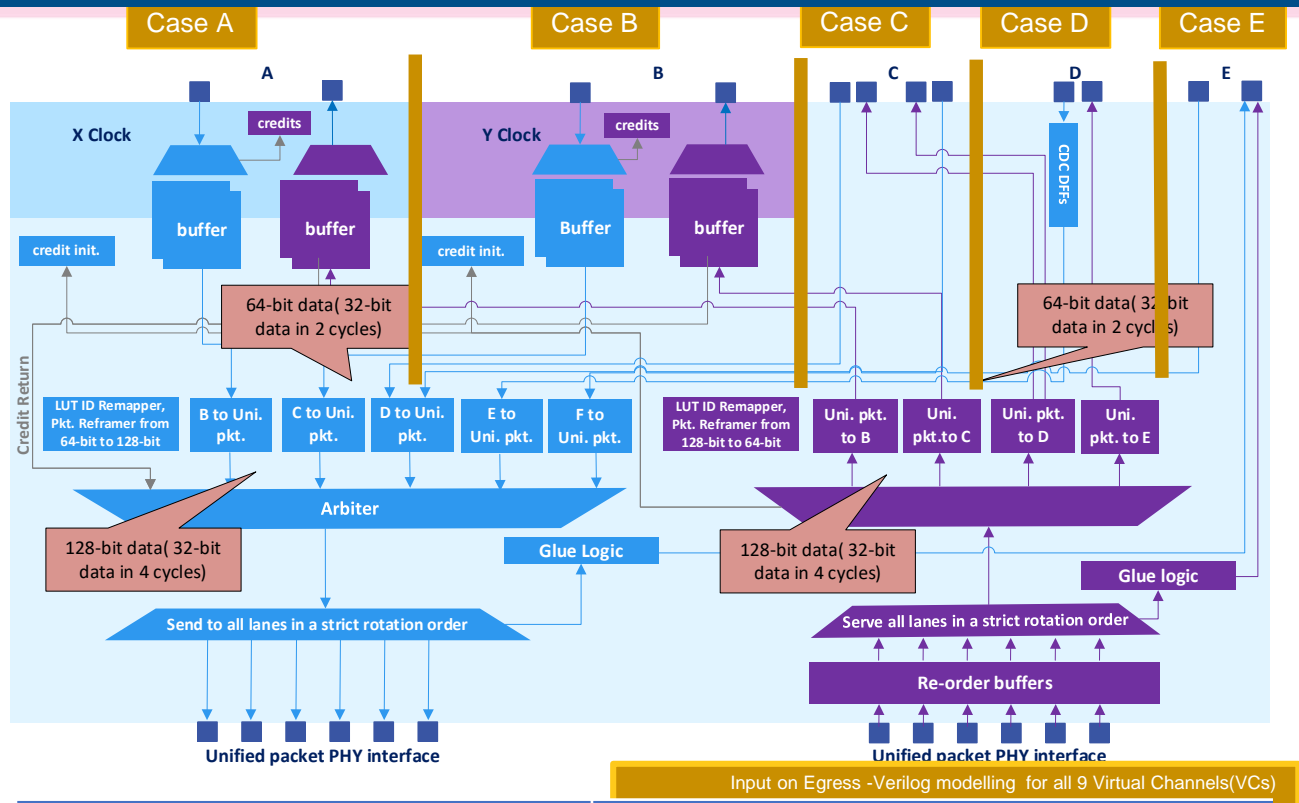 Case A
Case B
Case C
Case D
Case E
A
B
C
D
E
X Clock
credits
Y Clock
credits
CDC DFFs
buffer
buffer
Buffer
buffer
credit init.
credit init.
64-bit data( 32-bit
data in 2 cycles)
64-bit data( 32-bit
data in 2 cycles)
Credit Return
LUT ID Remapper,
Pkt. Reframer from
64-bit to 128-bit
B to Uni.
pkt.
C to Uni.
pkt.
D to Uni.
pkt.
E to
Uni. pkt.
F to
Uni. pkt.
LUT ID Remapper,
Pkt. Reframer from
128-bit to 64-bit
Uni. pkt.
to B
Uni.
pkt.to C
Uni. pkt.
to D
Uni.
pkt. to E
Arbiter
128-bit data( 32-bit
data in 4 cycles)
128-bit data( 32-bit
data in 4 cycles)
Glue Logic
Glue logic
Send to all lanes in a strict rotation order
Serve all lanes in a strict rotation order
Re-order buffers
Unified packet PHY interface
Unified packet PHY interface
Input on Egress -Verilog modelling for all 9 Virtual Channels(VCs)